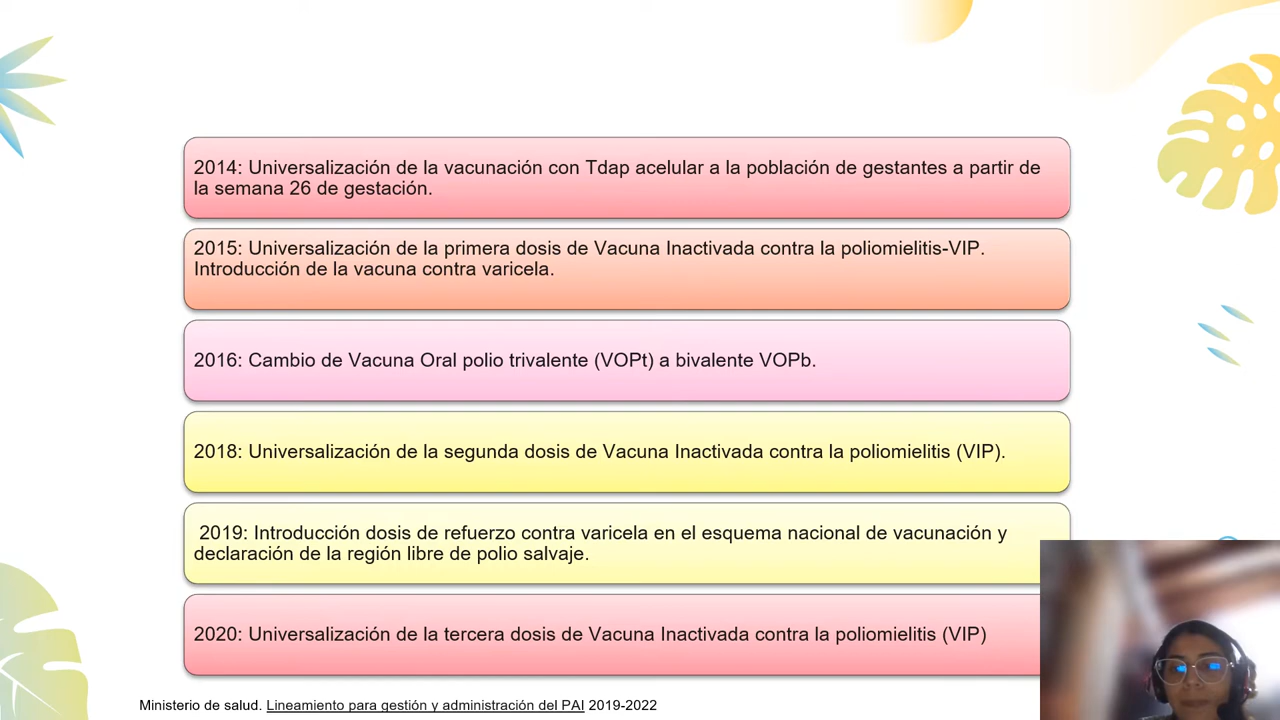 2014: Universalización de la vacunación con Tdap acelular a la población de gestantes a partir de
la semana 26 de gestación.
2015: Universalización de la primera dosis de Vacuna Inactivada contra la poliomielitis-VIP.
Introducción de la vacuna contra varicela.
2016: Cambio de Vacuna Oral polio trivalente (VOPt) a bivalente VOPb.
2018: Universalización de la segunda dosis de Vacuna Inactivada contra la poliomielitis (VIP).
2019: Introducción dosis de refuerzo contra varicela en el esquema nacional de vacunación y
declaración de la región libre de polio salvaje.
2020: Universalización de la tercera dosis de Vacuna Inactivada contra la poliomielitis (VIP)
Ministerio de salud. Lineamiento para gestión y administración del PAI 2019-2022